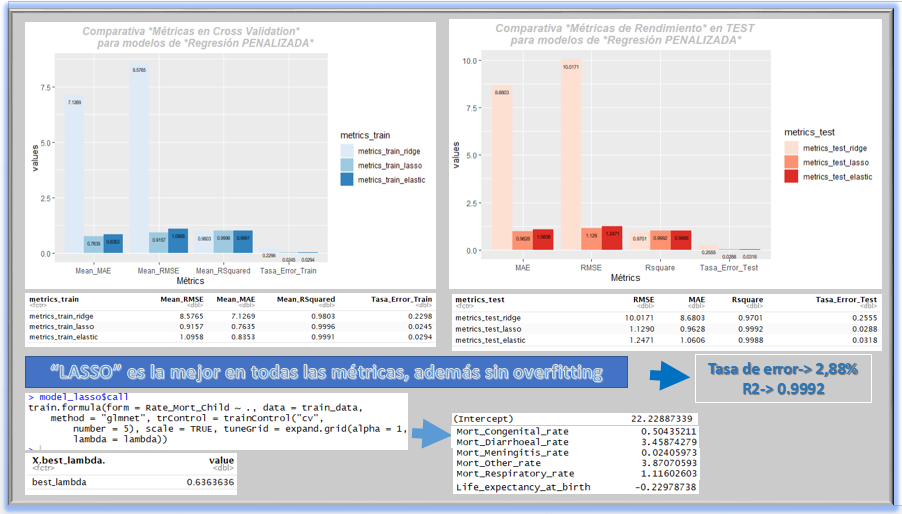 Comparativa *Métricas en Cross Validation*
para modelos de *Regresión PENALIZADA*
values
7.5
5.0
2.5
0.0
7.1269
0.7635
0.8353
8.5765
0.9157
1.0958
0.9803
0.9996
0.9991
0.2298
0.0245
0.0294
Mean_MAE Mean_RMSE Mean_RSquared Tasa_Error_Train
Métrics
metrics_train
metrics_train_ridge
metrics_train_lasso
metrics_train_elastic
Comparativa *Métricas de Rendimiento* en TEST
para modelos de *Regresión PENALIZADA*
values
10.0
7.5
5.0
2.5
0.0
8.6803
0.9628
1.0606
10.0171
1.129
1.2471
0.9701
0.9992
0.9988
0.2555
0.0288
0.0318
MAE RMSE Rsquare Tasa_Error_Test
Métrics
metrics_test
metrics_test_ridge
metrics_test_lasso
metrics_test_elastic
metrics_train Mean_RMSE Mean_MAE Mean_RSquared Tasa_Error_Train
<fctr> <dbl> <dbl> <dbl> <dbl>
metrics_train_ridge 8.5765 7.1269 0.9803 0.2298
metrics_train_lasso 0.9157 0.7635 0.9996 0.0245
metrics_train_elastic 1.0958 0.8353 0.9991 0.0294
metrics_test RMSE MAE Rsquare Tasa_Error_Test
<fctr> <dbl> <dbl> <dbl> <dbl>
metrics_test_ridge 10.0171 8.6803 0.9701 0.2555
metrics_test_lasso 1.1290 0.9628 0.9992 0.0288
metrics_test_elastic 1.2471 1.0606 0.9988 0.0318
“LASSO” es la mejor en todas las métricas, además sin overfitting
Tasa de error-> 2,88%
R2-> 0.9992
> model_lasso$call
train.formula(form = Rate_Mort_Child ~ ., data = train_data,
method = "glmnet", trControl = trainControl("cv",
number = 5), scale = TRUE, tuneGrid = expand.grid(alpha = 1,
lambda = lambda))
>
X.best_lambda. value
<fctr> <dbl>
best_lambda 0.6363636
(Intercept) 22.22887339
Mort_Congenital_rate 0.50435211
Mort_Diarrhoeal_rate 3.45874279
Mort_Meningitis_rate 0.02405973
Mort_Other_rate 3.87070593
Mort_Respiratory_rate 1.11602603
Life_expectancy_at_birth -0.22978738